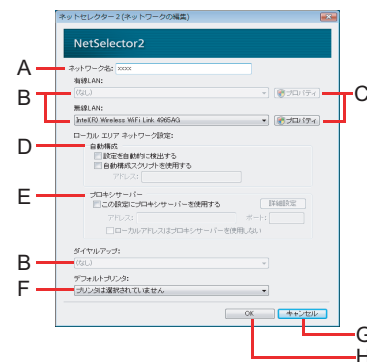 ネットセレクター2(ネットワークの編集)
NetSelector2
A
ネットワーク名: xxxx
有線LAN:
B
(なし)
プロパティ
C
無線LAN:
Intel(R) Wireless WiFi Link 4965AG
プロパティ
ローカル エリア ネットワーク設定:
D
自動構成
設定を自動的に検出する
自動構成スクリプトを使用する
アドレス:
E
プロキシサーバー
この設定にプロキシサーバーを使用する
詳細設定
アドレス:
ポート:
ローカルアドレスはプロキシサーバーを使用しない
ダイヤルアップ:
B
(なし)
デフォルトプリンタ:
F
プリンタは選択されていません
OK
キャンセル
G
H